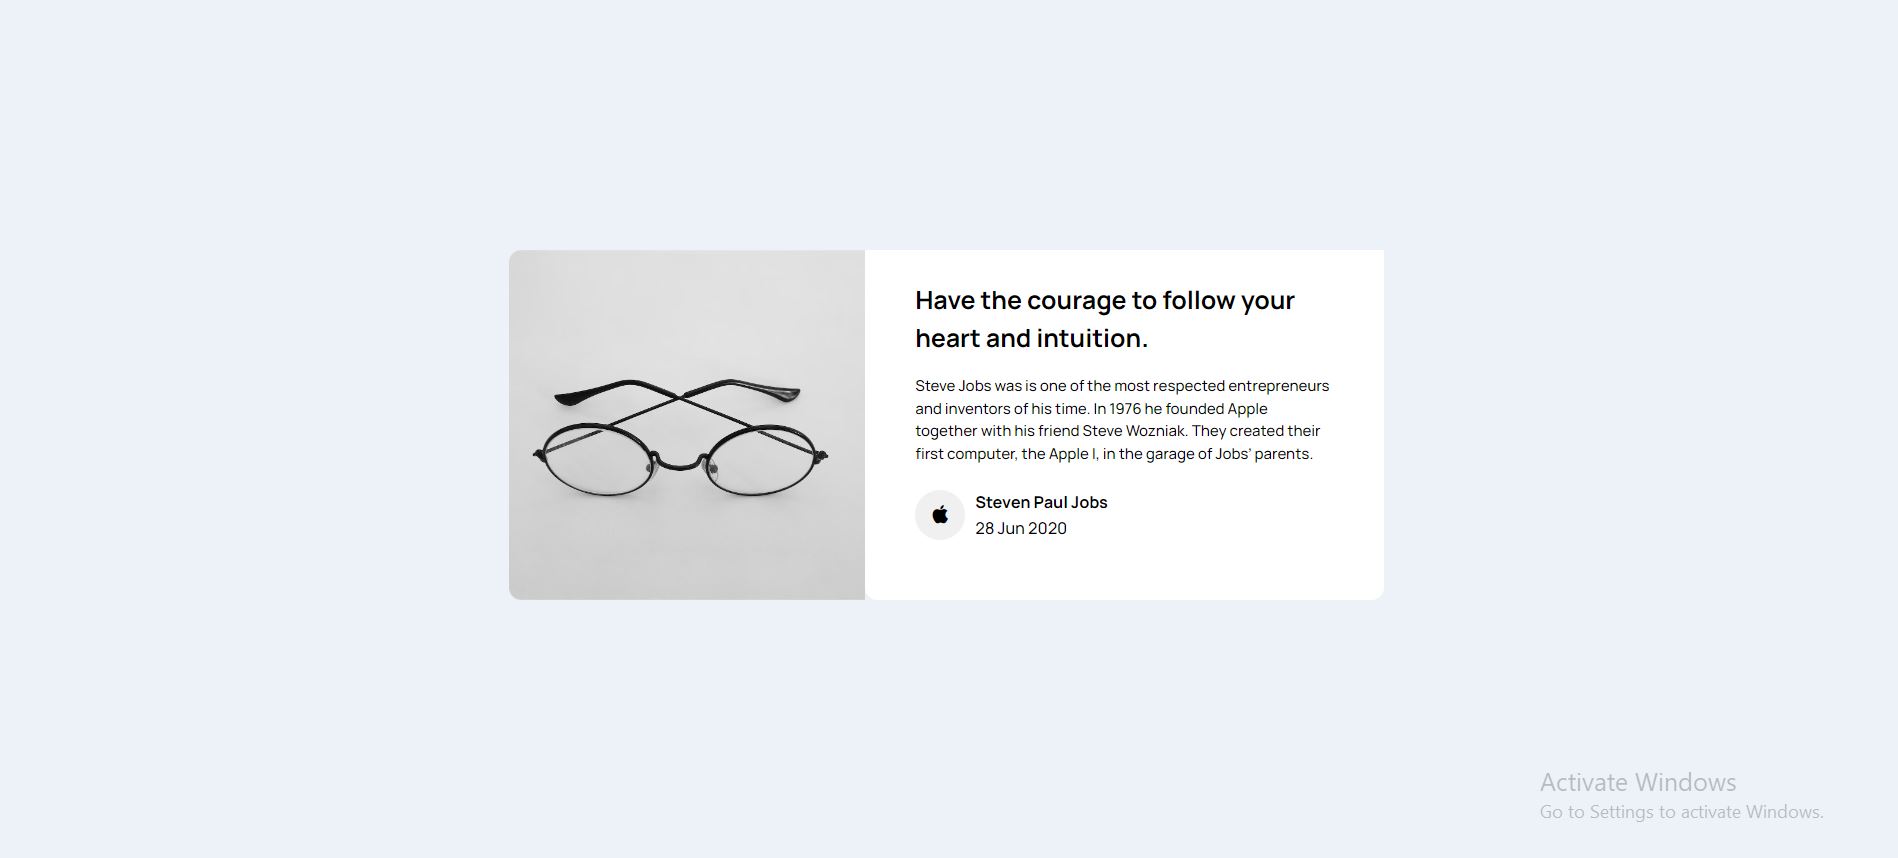 Have the courage to follow your
heart and intuition.
Steve Jobs was is one of the most respected entrepreneurs
and inventors of his time. In 1976 he founded Apple
together with his friend Steve Wozniak. They created their
first computer, the Apple I, in the garage of Jobs’ parents.
Steven Paul Jobs
28 Jun 2020
Activate Windows
Go to Settings to activate Windows.